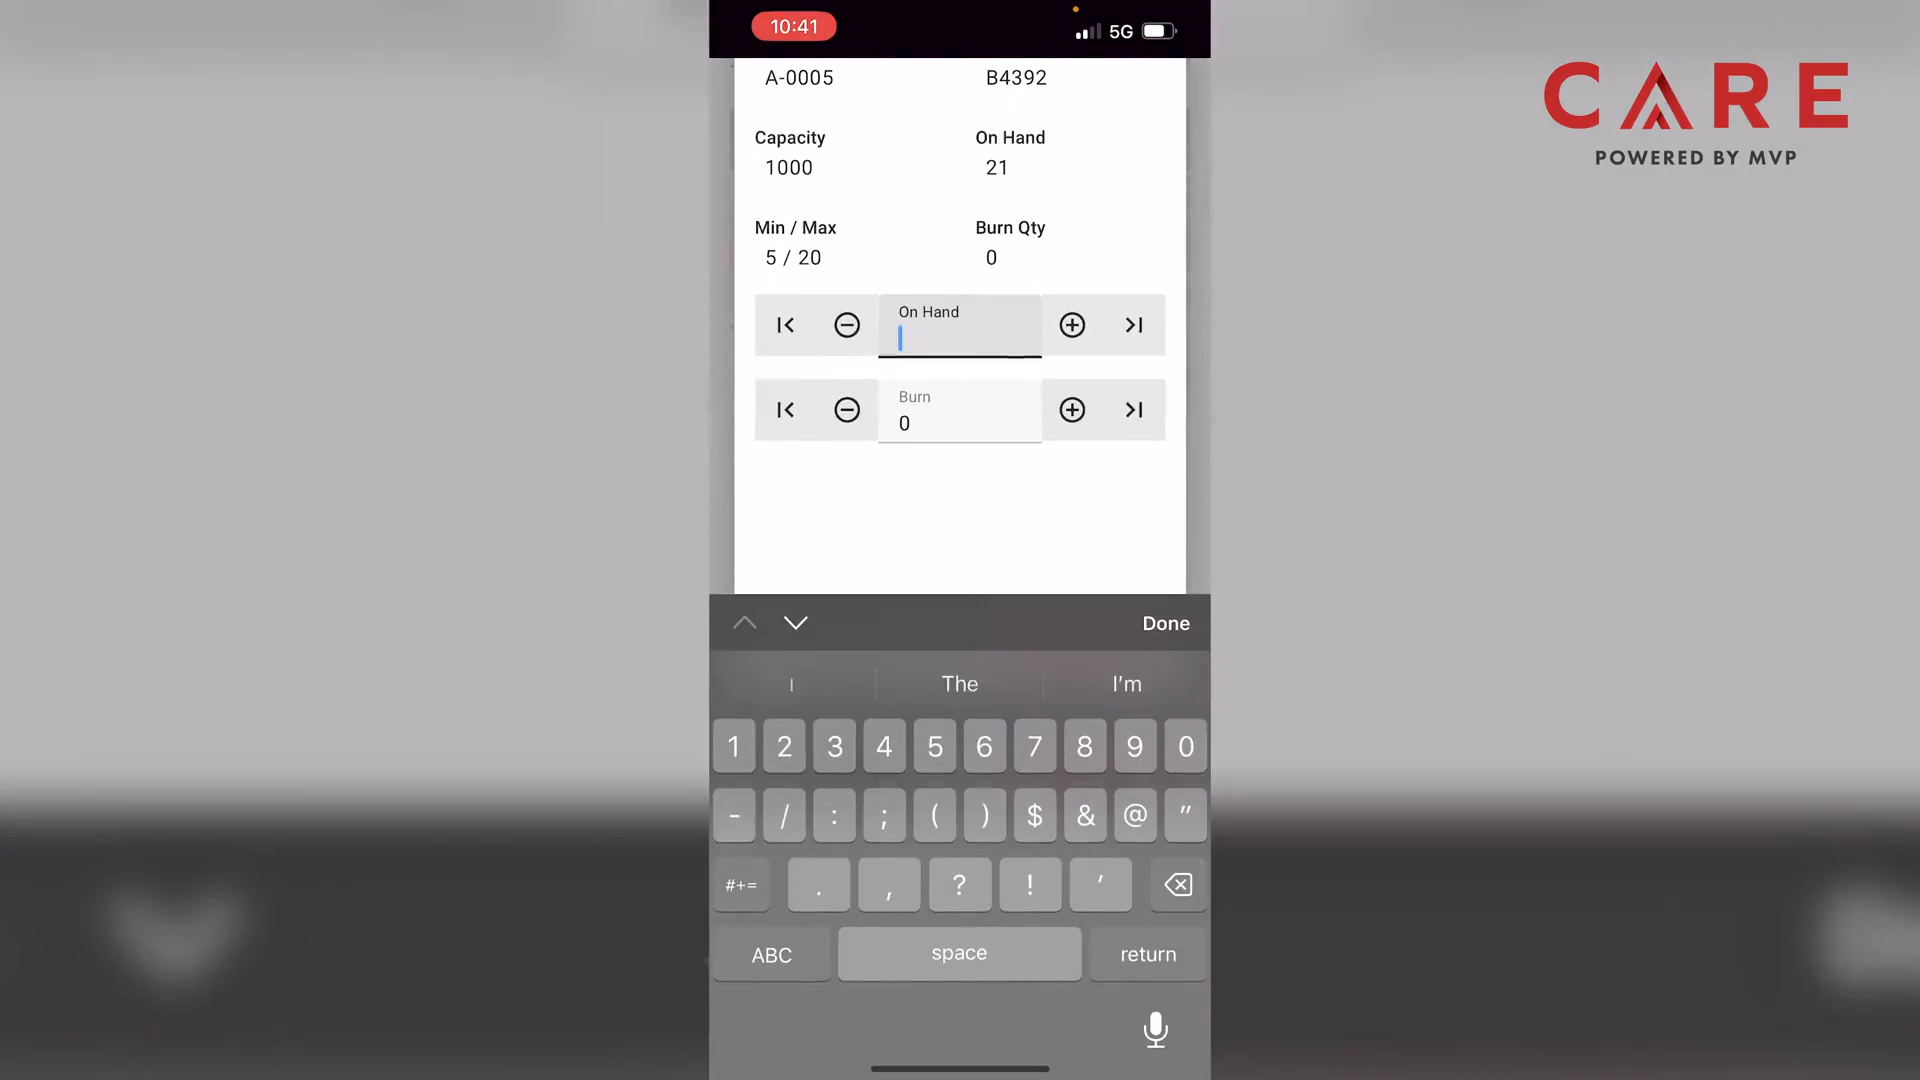 10:41
5G
CARE
POWERED BY MVP
A-0005 B4392
Capacity On Hand
1000 21
Min / Max Burn Qty
5 / 20 0
On Hand
Burn
0
Done
I The I'm
1 2 3 4 5 6 7 8 9 0
- / : ; ( ) $ & @ "
#+= . , ? ! '
ABC space return